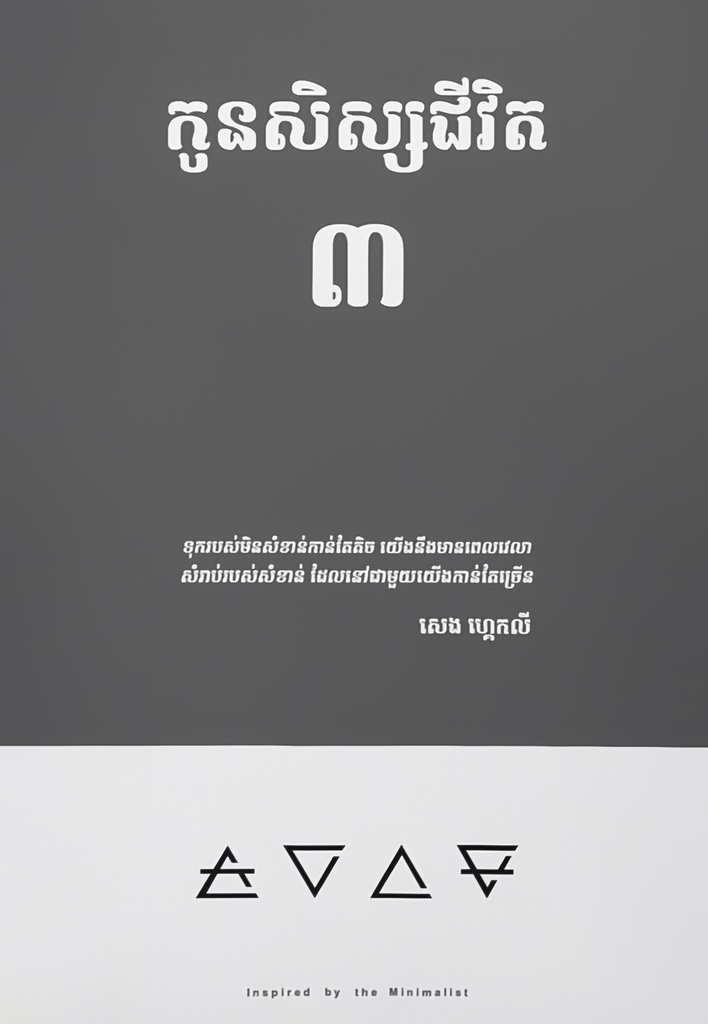 កូនសិស្សជីវិត
៣
ទុករបស់មិនសំខាន់កាន់តែតិច យើងនឹងមានពេលវេលា
សំរាប់របស់សំខាន់ ដែលនៅជាមួយយើងកាន់តែច្រើន
សេង ហ្គេកលី
Inspired by the Minimalist